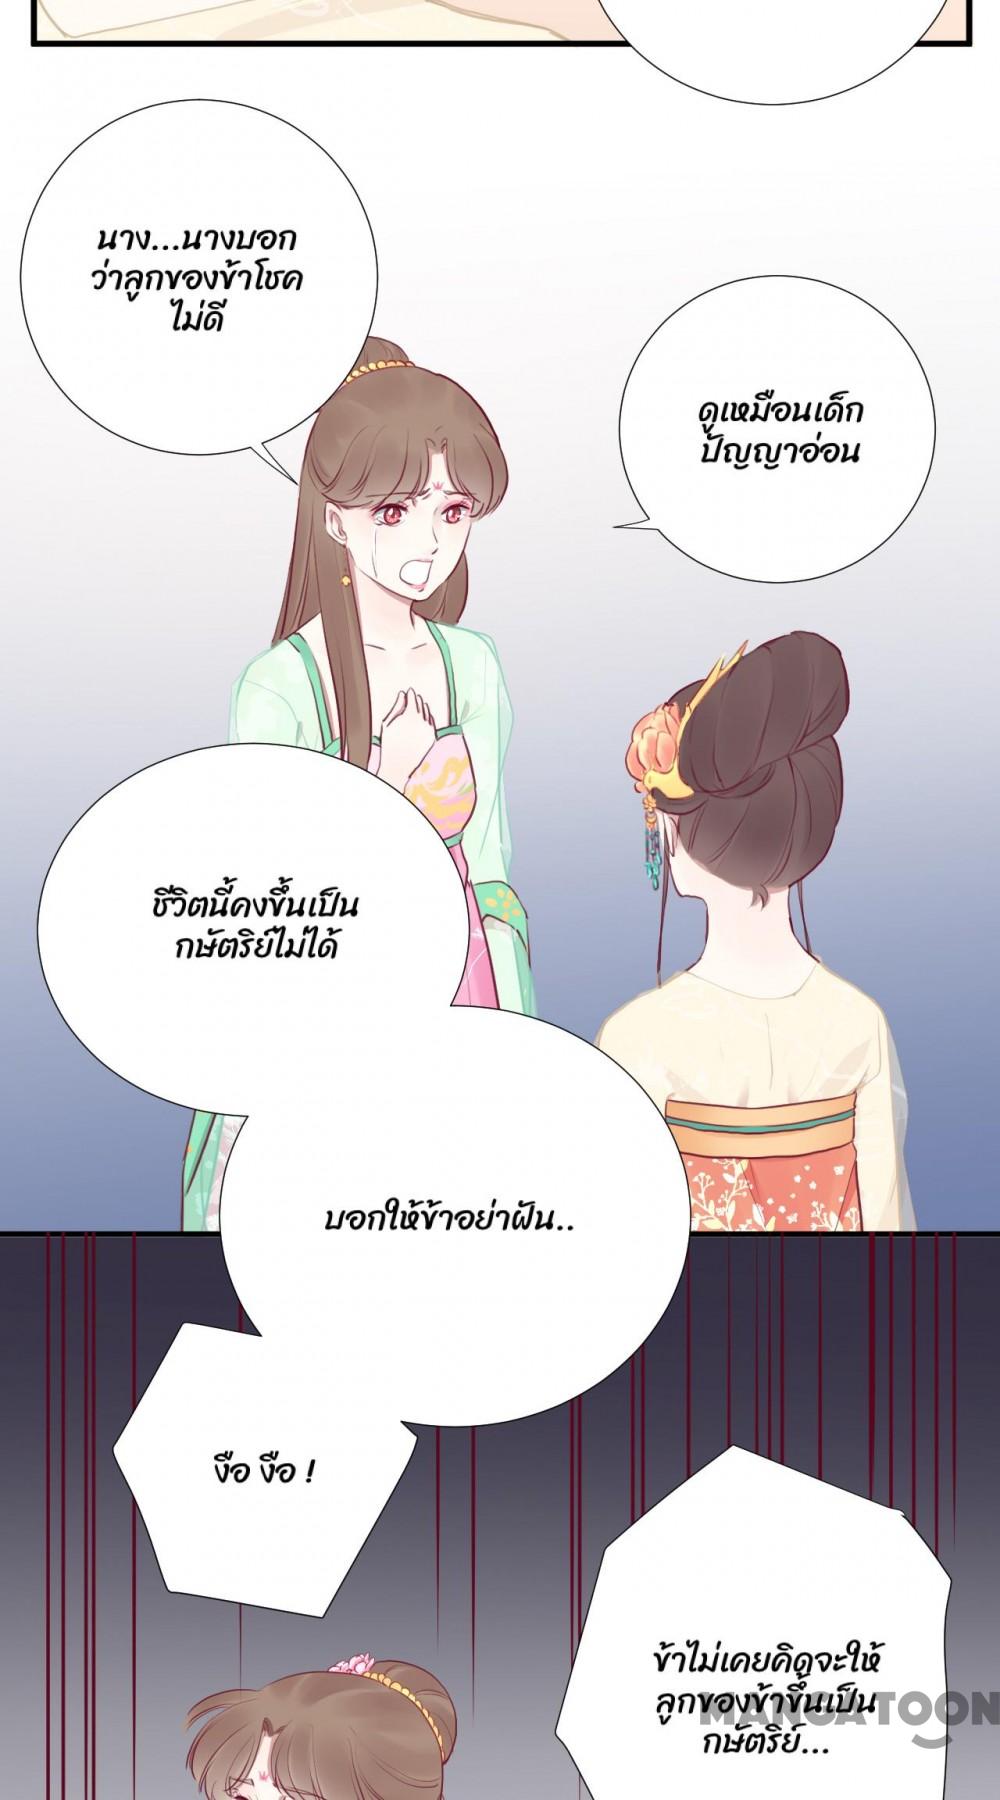 นาง...นางบอก
ว่าลูกของข้าโชค
ไม่ดี
ดูเหมือนเด็ก
ปัญญาอ่อน
ชีวิตนี้คงขึ้นเป็น
กษัตริย์ไม่ได้
บอกให้ข้าอย่าฝัน..
งือ งือ !
ข้าไม่เคยคิดจะให้
ลูกของข้าขึ้นเป็น
กษัตริย์...
MANGATOON